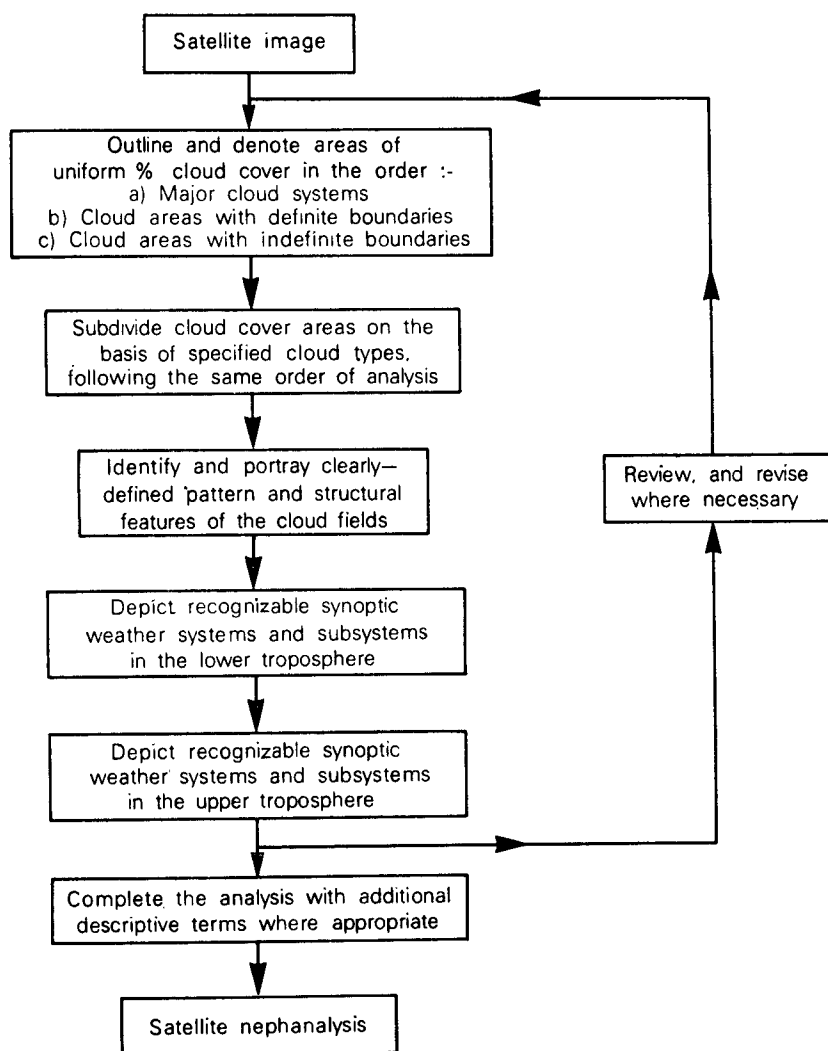 Satellite image
Outline and denote areas of
uniform % cloud cover in the order :-
a) Major cloud systems
b) Cloud areas with definite boundaries
c) Cloud areas with indefinite boundaries
Subdivide cloud cover areas on the
basis of specified cloud types,
following the same order of analysis
Identify and portray clearly—
defined pattern and structural
features of the cloud fields
Depict recognizable synoptic
weather systems and subsystems
in the lower troposphere
Depict recognizable synoptic
weather systems and subsystems
in the upper troposphere
Complete the analysis with additional
descriptive terms where appropriate
Satellite nephanalysis
Review, and revise
where necessary